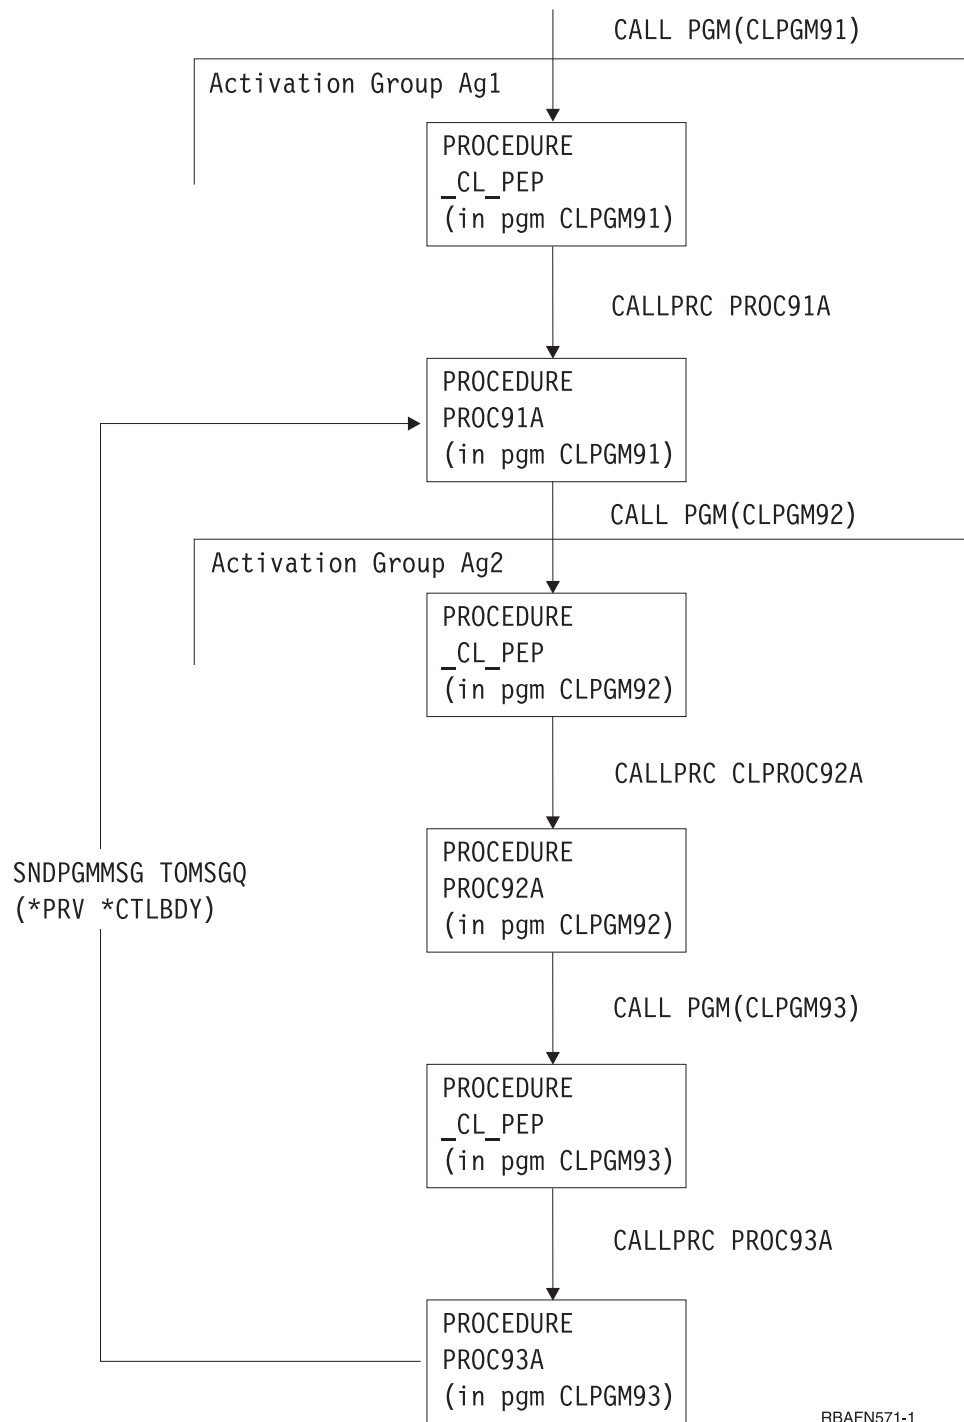 CALL PGM(CLPGM91)
Activation Group Ag1
PROCEDURE
_CL_PEP
(in pgm CLPGM91)
CALLPRC PROC91A
PROCEDURE
PROC91A
(in pgm CLPGM91)
CALL PGM(CLPGM92)
Activation Group Ag2
PROCEDURE
_CL_PEP
(in pgm CLPGM92)
CALLPRC CLPROC92A
PROCEDURE
PROC92A
(in pgm CLPGM92)
SNDPGMMSG TOMSGQ
(*PRV *CTLBDY)
CALL PGM(CLPGM93)
PROCEDURE
_CL_PEP
(in pgm CLPGM93)
CALLPRC PROC93A
PROCEDURE
PROC93A
(in pgm CLPGM93)
RBAFN571-1